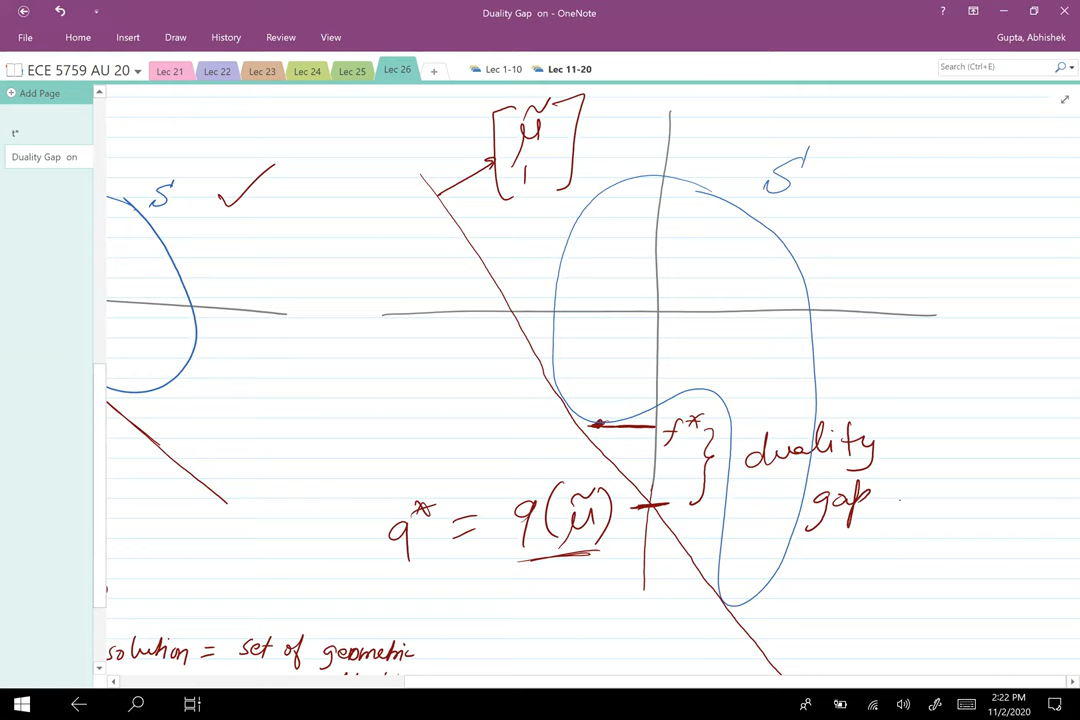 Duality Gap on - OneNote
Gupta, Abhishek
File Home Insert Draw History Review View
ECE 5759 AU 20
Lec 21
Lec 22
Lec 23
Lec 24
Lec 25
Lec 26
+
Lec 1-10
Lec 11-20
Search (Ctrl+E)
Add Page
t*
Duality Gap on
S
μ̃
1
S
f*
duality
gap
q* = q(μ̃)
solution = set of geometric
2:22 PM
11/2/2020